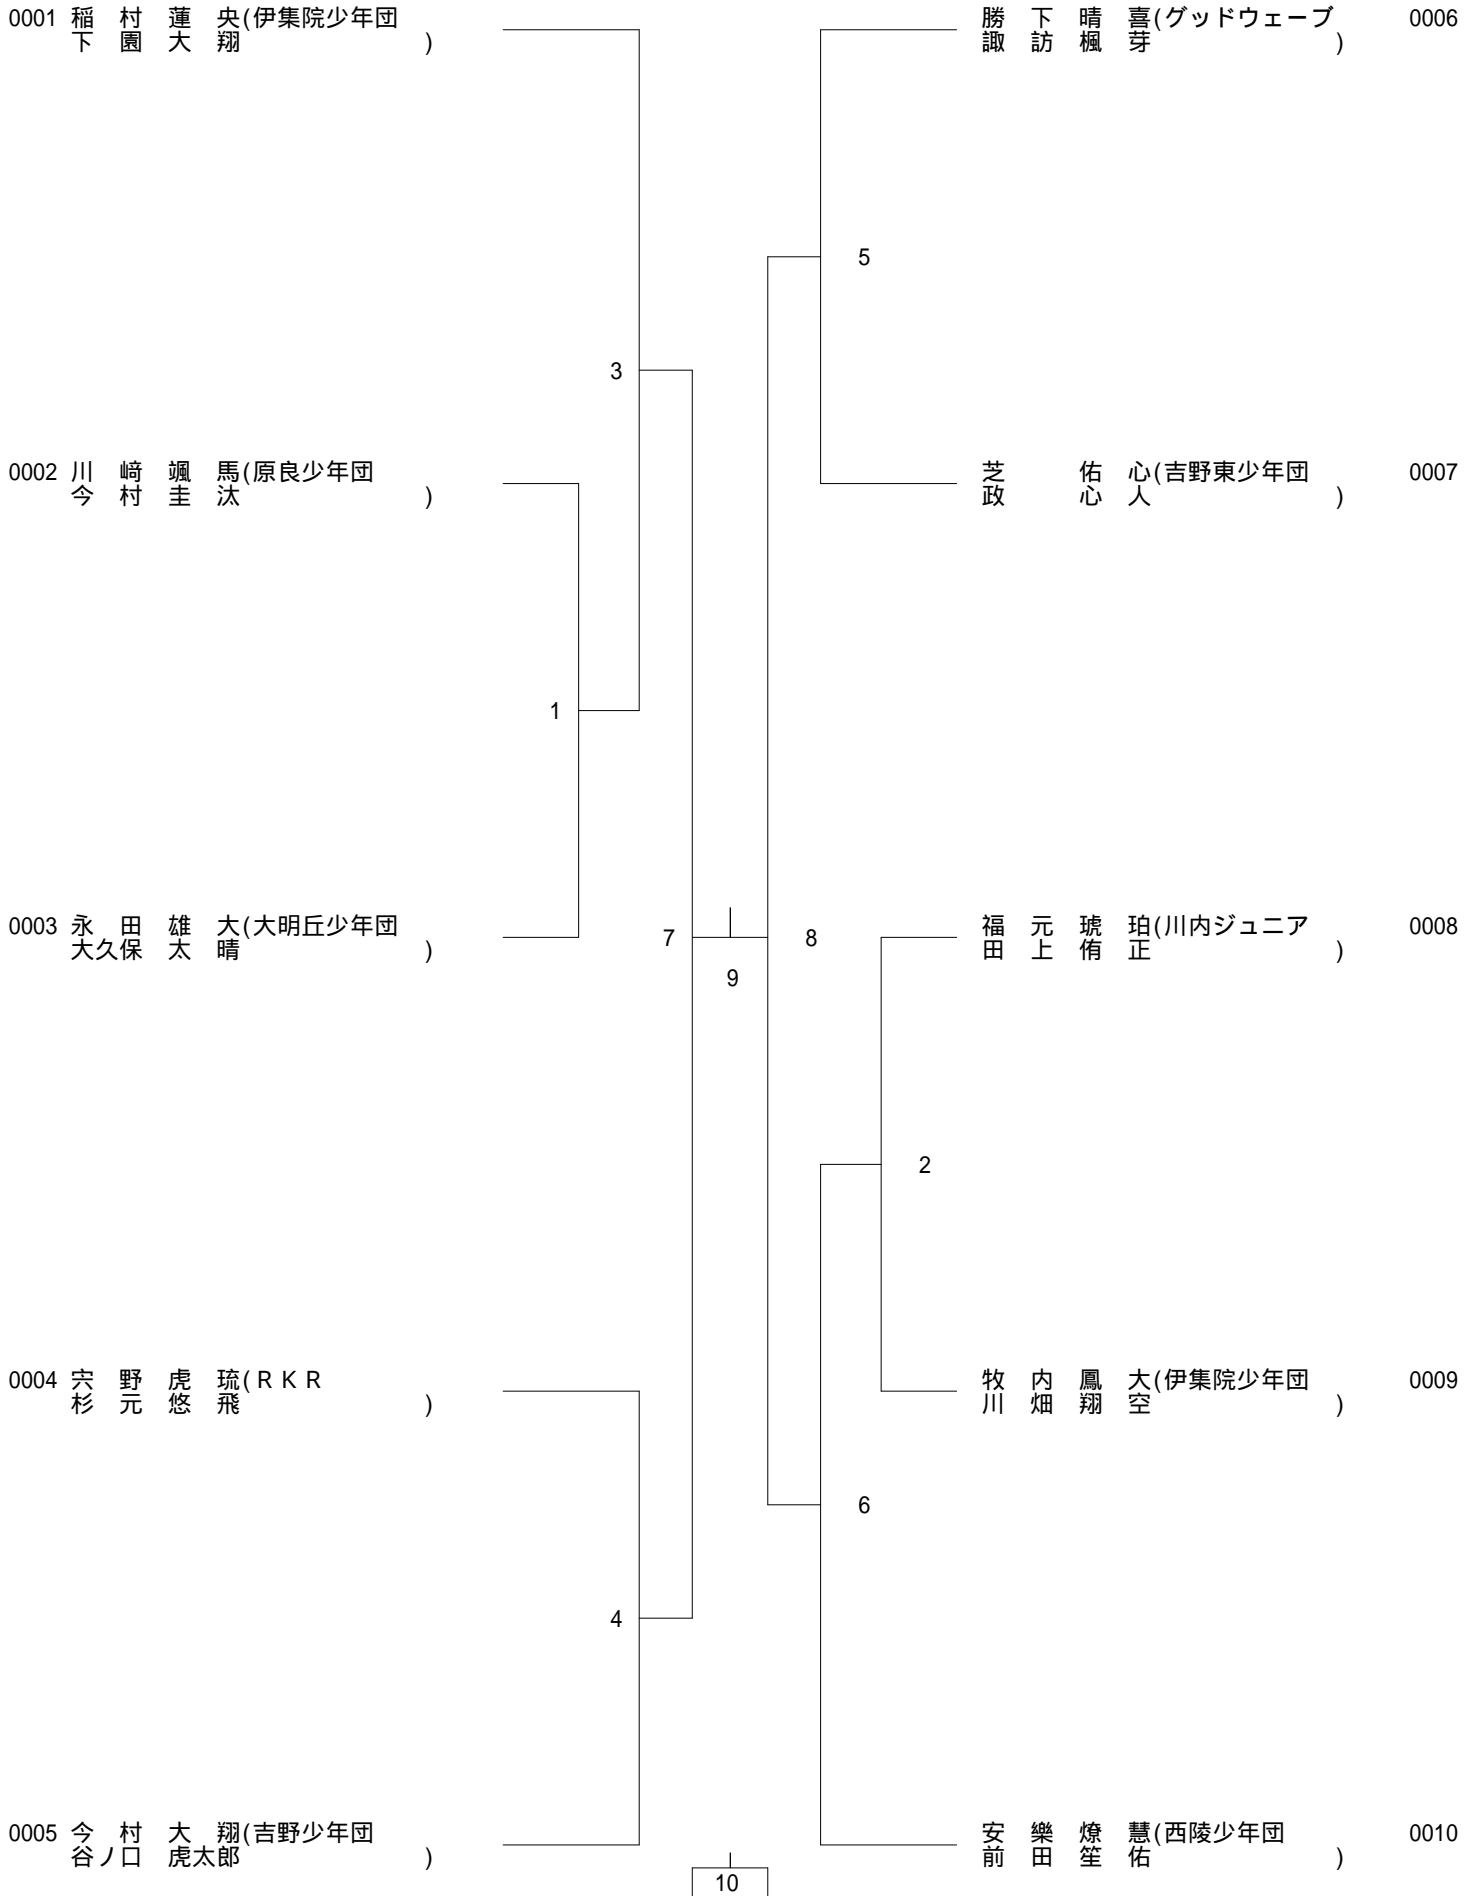 0001 稲　村　蓮　央(伊集院少年団
下　園　大　翔 )
0002 川　﨑　颯　馬(原良少年団
今　村　圭　汰 )
0003 永　田　雄　大(大明丘少年団
大久保　太　晴 )
0004 宍　野　虎　琉(ＲＫＲ
杉　元　悠　飛 )
0005 今　村　大　翔(吉野少年団
谷ノ口　虎太郎 )
3
1
7
4
9
10
5
8
2
6
勝　下　晴　喜(グッドウェーブ 0006
諏　訪　楓　芽 )
芝　　　佑　心(吉野東少年団 0007
政　　　心　人 )
福　元　琥　珀(川内ジュニア 0008
田　上　侑　正 )
牧　内　鳳　大(伊集院少年団 0009
川　畑　翔　空 )
安　樂　燎　慧(西陵少年団 0010
前　田　笙　佑 )